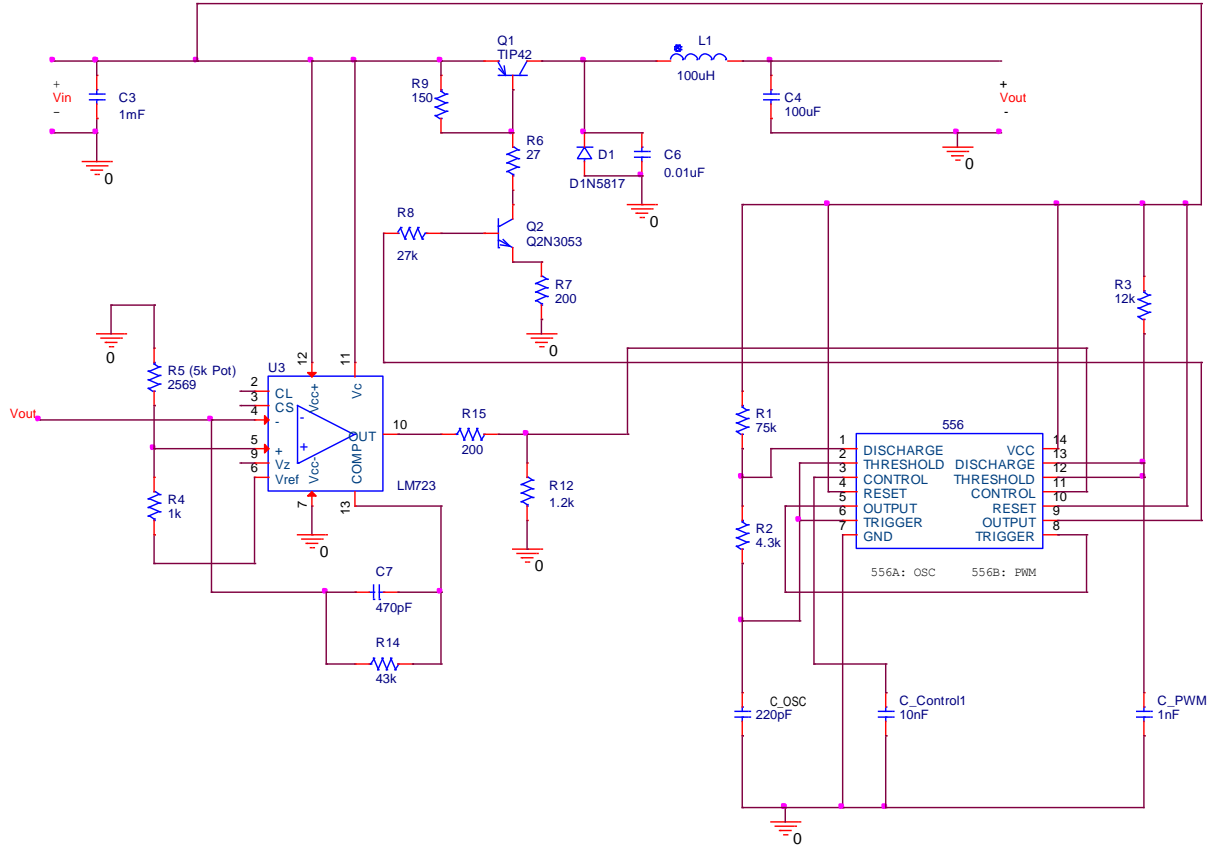 Q1
TIP42
L1
100uH
+
Vin
-
C3
1mF
0
R9
150
C4
100uF
+
Vout
-
0
R6
27
D1
D1N5817
C6
0.01uF
0
R8
27k
Q2
Q2N3053
R7
200
0
R3
12k
0
R5 (5k Pot)
2569
U3
12
11
2
CL
3
CS
4
-
5
+
9
Vz
6
Vref
Vcc+
Vc
-
+
OUT
COMP
Vcc-
7
13
10
LM723
Vout
R15
200
R12
1.2k
0
R4
1k
0
C7
470pF
R14
43k
R1
75k
R2
4.3k
556
1
DISCHARGE
2
THRESHOLD
3
CONTROL
4
RESET
5
OUTPUT
6
TRIGGER
7
GND
VCC
14
DISCHARGE
13
THRESHOLD
12
CONTROL
11
RESET
10
OUTPUT
9
TRIGGER
8
556A: OSC
556B: PWM
C_OSC
220pF
C_Control1
10nF
C_PWM
1nF
0